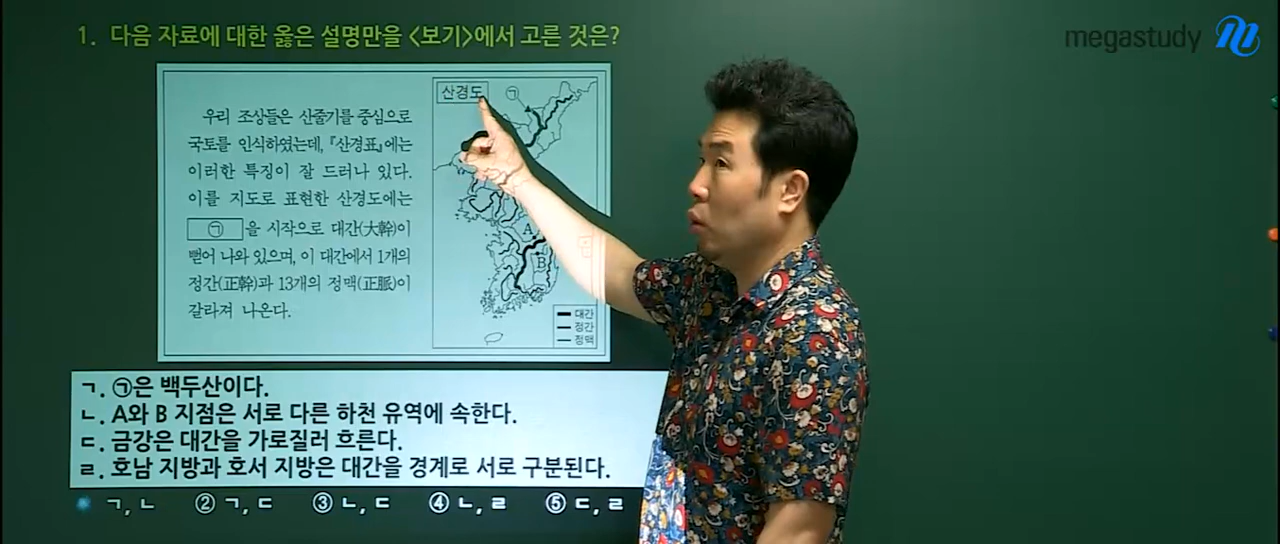 1. 다음 자료에 대한 옳은 설명만을 <보기>에서 고른 것은?
megastudy
우리 조상들은 산줄기를 중심으로
국토를 인식하였는데, 『산경표』에는
이러한 특징이 잘 드러나 있다.
이를 지도로 표현한 산경도에는
㉠ 을 시작으로 대간(大幹)이
뻗어 나와 있으며, 이 대간에서 1개의
정간(正幹)과 13개의 정맥(正脈)이
갈라져 나온다.
산경도
㉠
A
B
대간
정간
정맥
ㄱ. ㉠은 백두산이다.
ㄴ. A와 B 지점은 서로 다른 하천 유역에 속한다.
ㄷ. 금강은 대간을 가로질러 흐른다.
ㄹ. 호남 지방과 호서 지방은 대간을 경계로 서로 구분된다.
ㄱ, ㄴ ② ㄱ, ㄷ ③ ㄴ, ㄷ ④ ㄴ, ㄹ ⑤ ㄷ, ㄹ